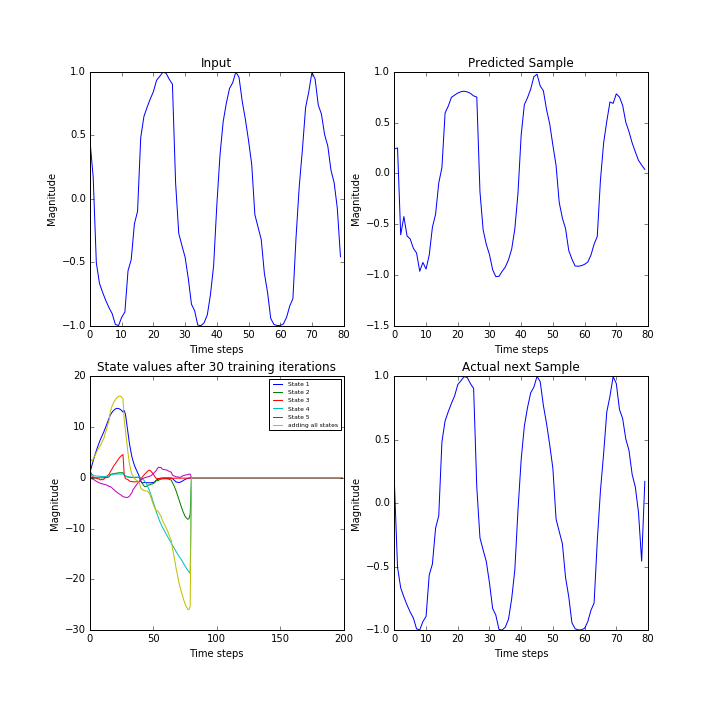 Input
Magnitude
1.0
0.5
0.0
−0.5
−1.0
0 10 20 30 40 50 60 70 80
Time steps
Predicted Sample
Magnitude
1.0
0.5
0.0
−0.5
−1.0
−1.5
0 10 20 30 40 50 60 70 80
Time steps
State values after 30 training iterations
Magnitude
20
10
0
−10
−20
−30
0 50 100 150 200
Time steps
State 1
State 2
State 3
State 4
State 5
adding all states
Actual next Sample
Magnitude
1.0
0.5
0.0
−0.5
−1.0
0 10 20 30 40 50 60 70 80
Time steps